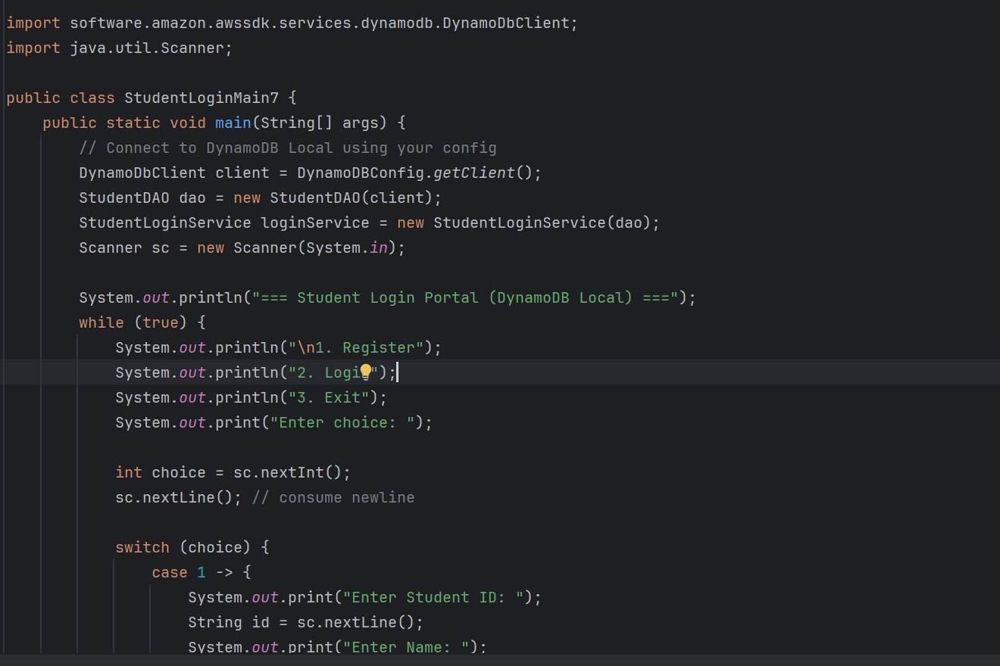 import software.amazon.awssdk.services.dynamodb.DynamoDbClient;
import java.util.Scanner;
public class StudentLoginMain7 {
public static void main(String[] args) {
// Connect to DynamoDB Local using your config
DynamoDbClient client = DynamoDBConfig.getClient();
StudentDAO dao = new StudentDAO(client);
StudentLoginService loginService = new StudentLoginService(dao);
Scanner sc = new Scanner(System.in);
System.out.println("=== Student Login Portal (DynamoDB Local) ===");
while (true) {
System.out.println("\n1. Register");
System.out.println("2. Login");
System.out.println("3. Exit");
System.out.print("Enter choice: ");
int choice = sc.nextInt();
sc.nextLine(); // consume newline
switch (choice) {
case 1 -> {
System.out.print("Enter Student ID: ");
String id = sc.nextLine();
System.out.print("Enter Name: ");